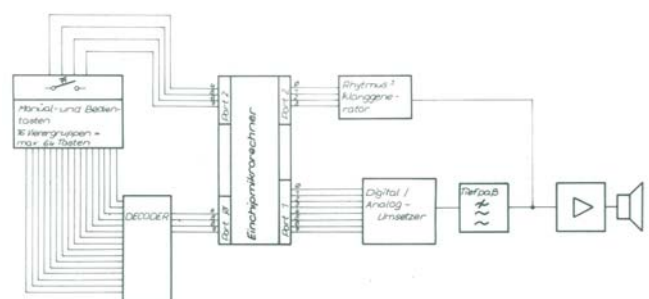 Manual- und Bedien-
tasten
16 Vierergruppen =
max. 64 Tasten
DECODER
Port 2
Port
Einchipmikrorechner
Port 2
Port 1
Rhytmus
Klanggene-
rator
Digital /
Analog -
Umsetzer
Tiefpaß